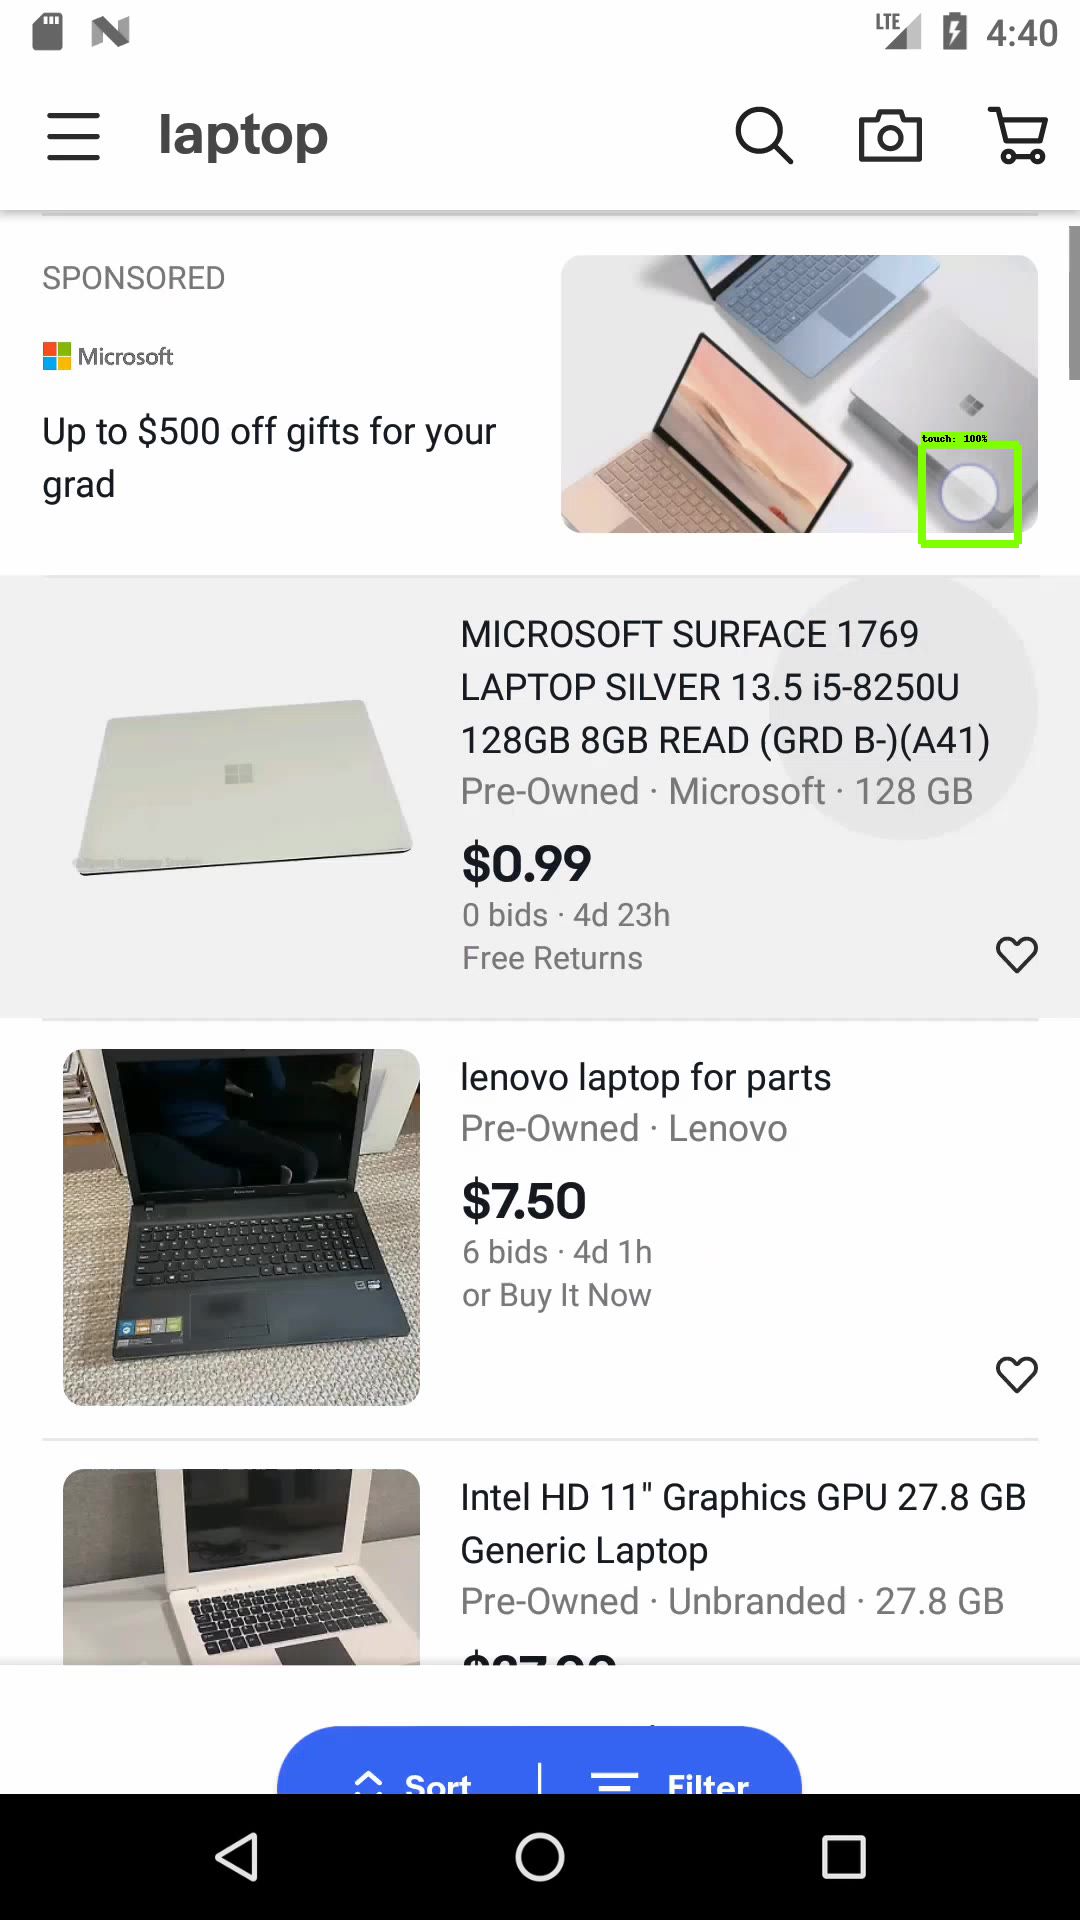 LTE 4:40
laptop
SPONSORED
Microsoft
Up to $500 off gifts for your
grad
touch: 100%
MICROSOFT SURFACE 1769
LAPTOP SILVER 13.5 i5-8250U
128GB 8GB READ (GRD B-)(A41)
Pre-Owned · Microsoft · 128 GB
$0.99
0 bids · 4d 23h
Free Returns
lenovo laptop for parts
Pre-Owned · Lenovo
$7.50
6 bids · 4d 1h
or Buy It Now
Intel HD 11" Graphics GPU 27.8 GB
Generic Laptop
Pre-Owned · Unbranded · 27.8 GB
Sort
Filter